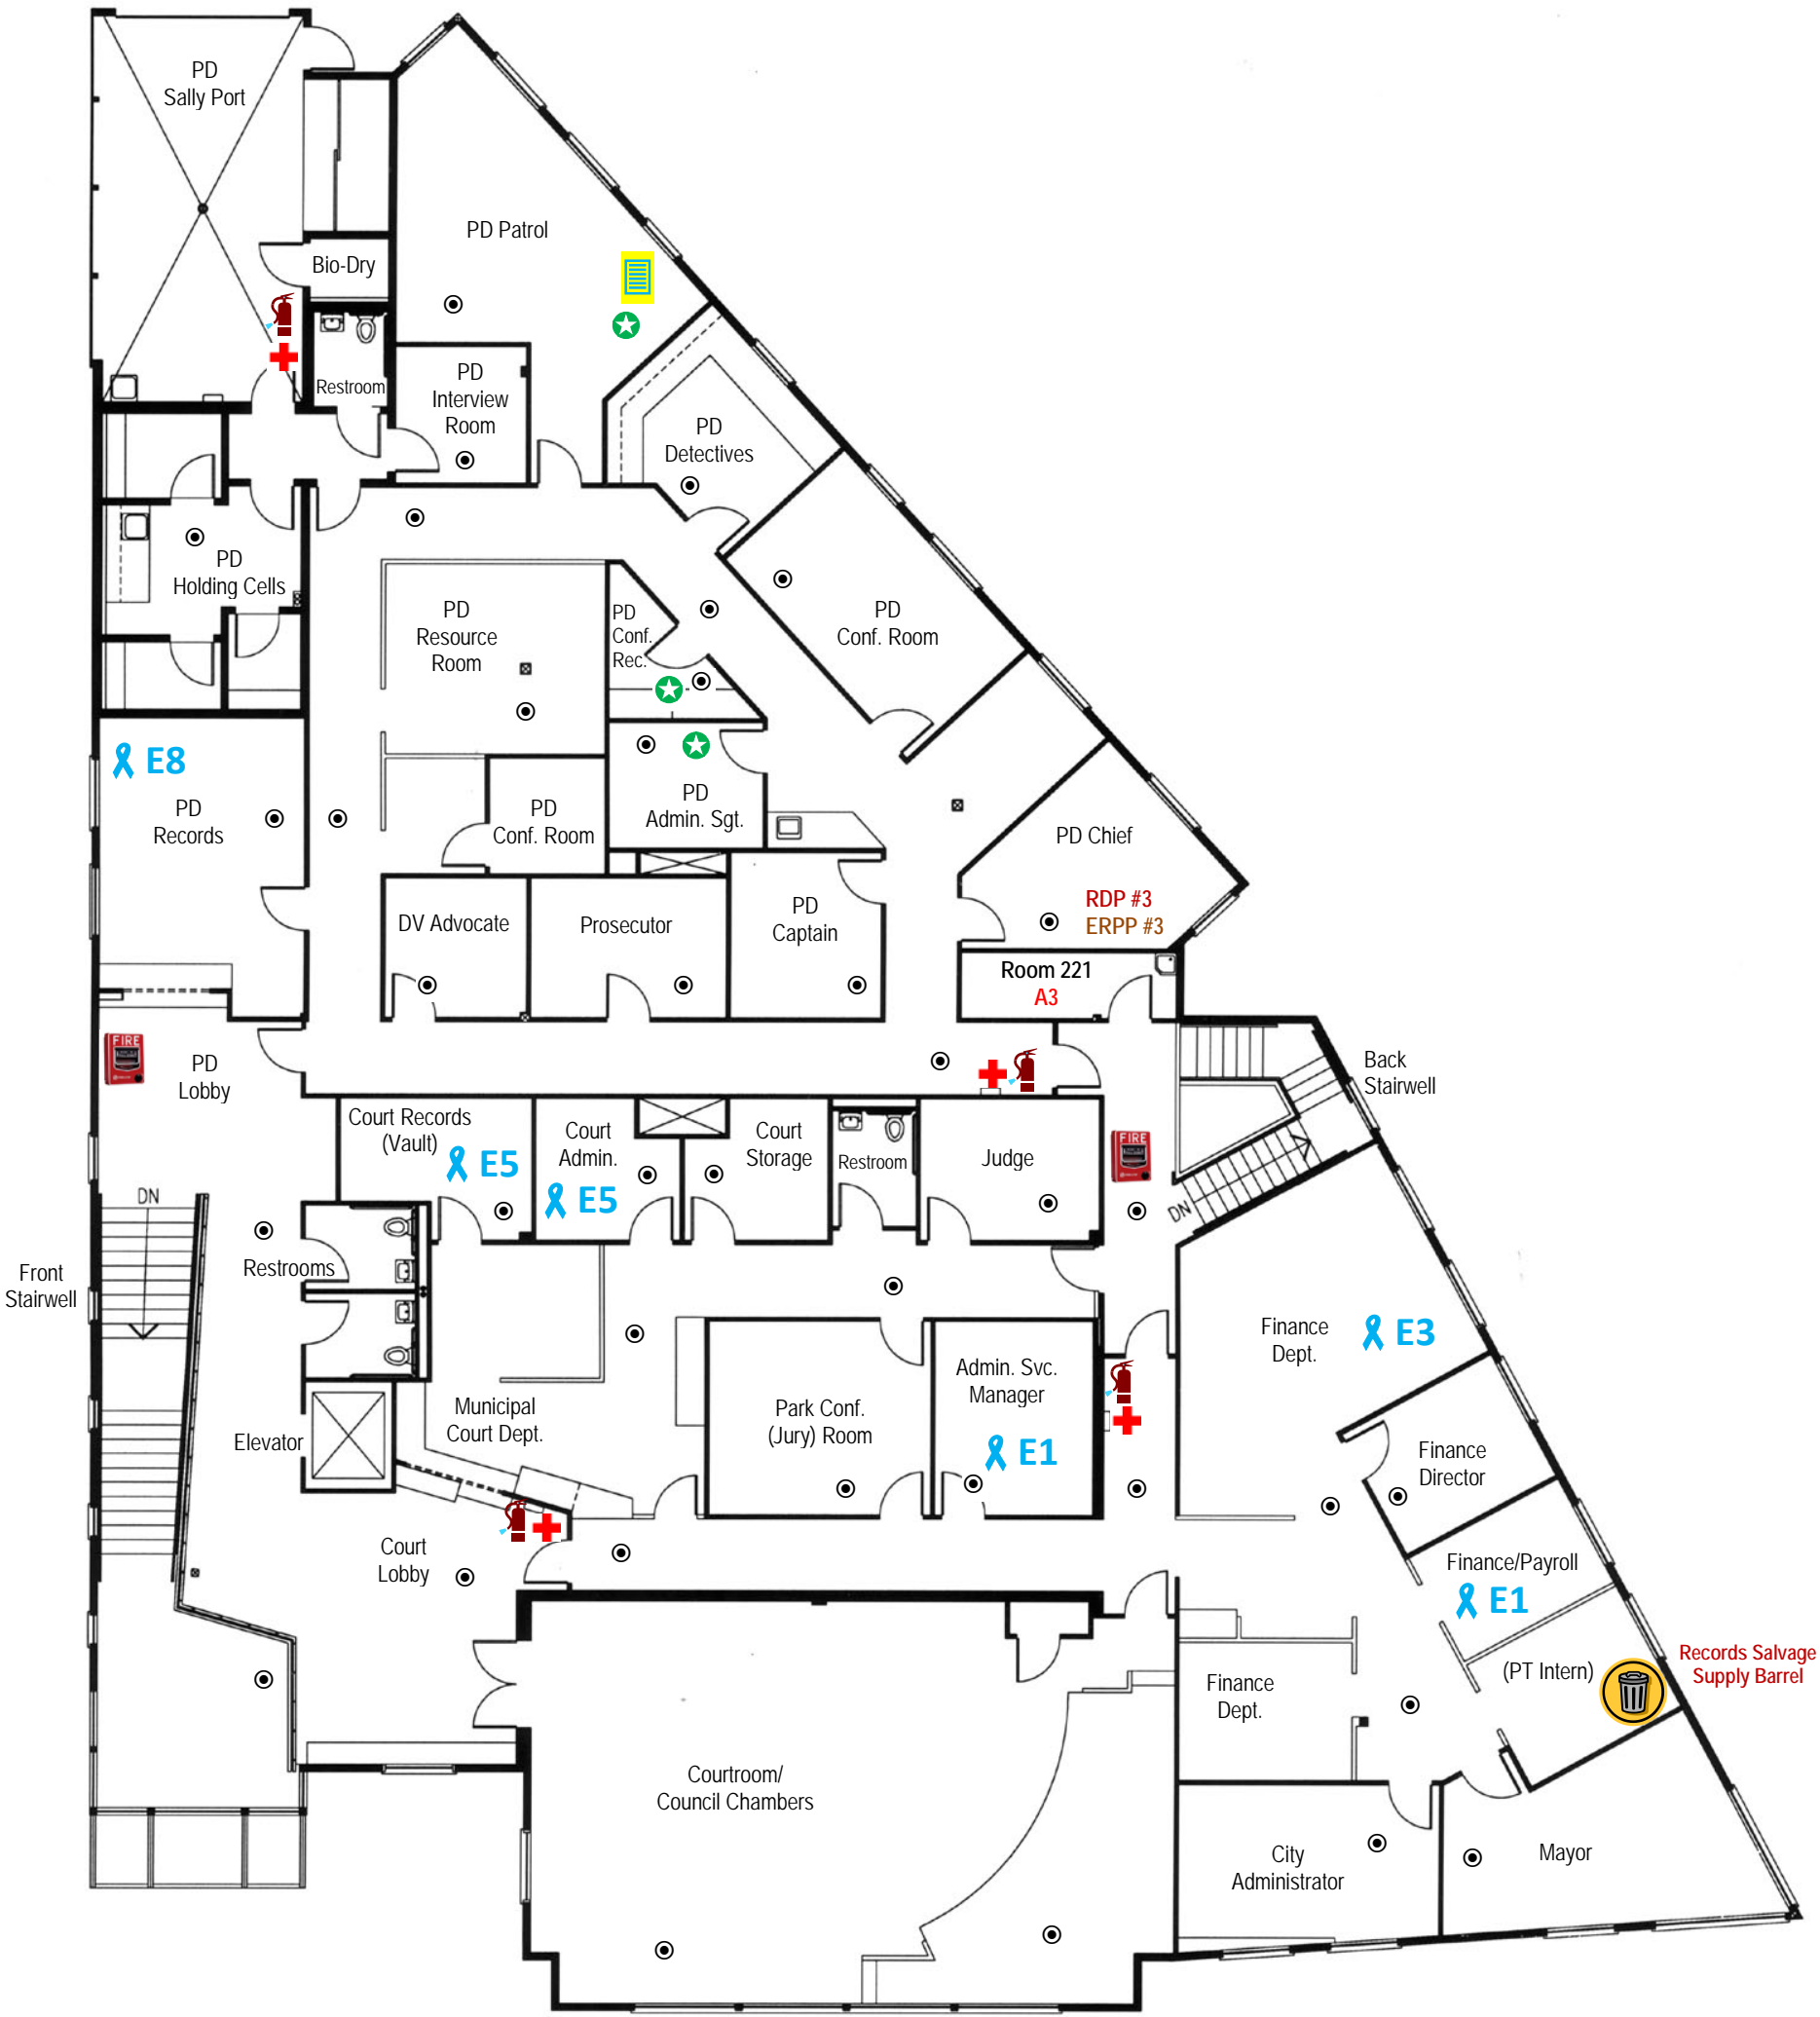 PD
Sally Port
PD Patrol
Bio-Dry
Restroom
PD
Interview
Room
PD
Detectives
PD
Holding Cells
PD
Resource
Room
PD
Conf.
Rec.
PD
Conf. Room
E8
PD
Records
PD
Conf. Room
PD
Admin. Sgt.
PD Chief
RDP #3
ERPP #3
DV Advocate
Prosecutor
PD
Captain
Room 221
A3
FIRE
PD
Lobby
Back
Stairwell
Court Records
(Vault)
E5
Court
Admin.
E5
Court
Storage
Restroom
Judge
FIRE
DN
DN
Front
Stairwell
Restrooms
Finance
Dept.
E3
Elevator
Municipal
Court Dept.
Park Conf.
(Jury) Room
Admin. Svc.
Manager
E1
Finance
Director
Court
Lobby
Finance/Payroll
E1
(PT Intern)
Records Salvage
Supply Barrel
Finance
Dept.
Courtroom/
Council Chambers
City
Administrator
Mayor